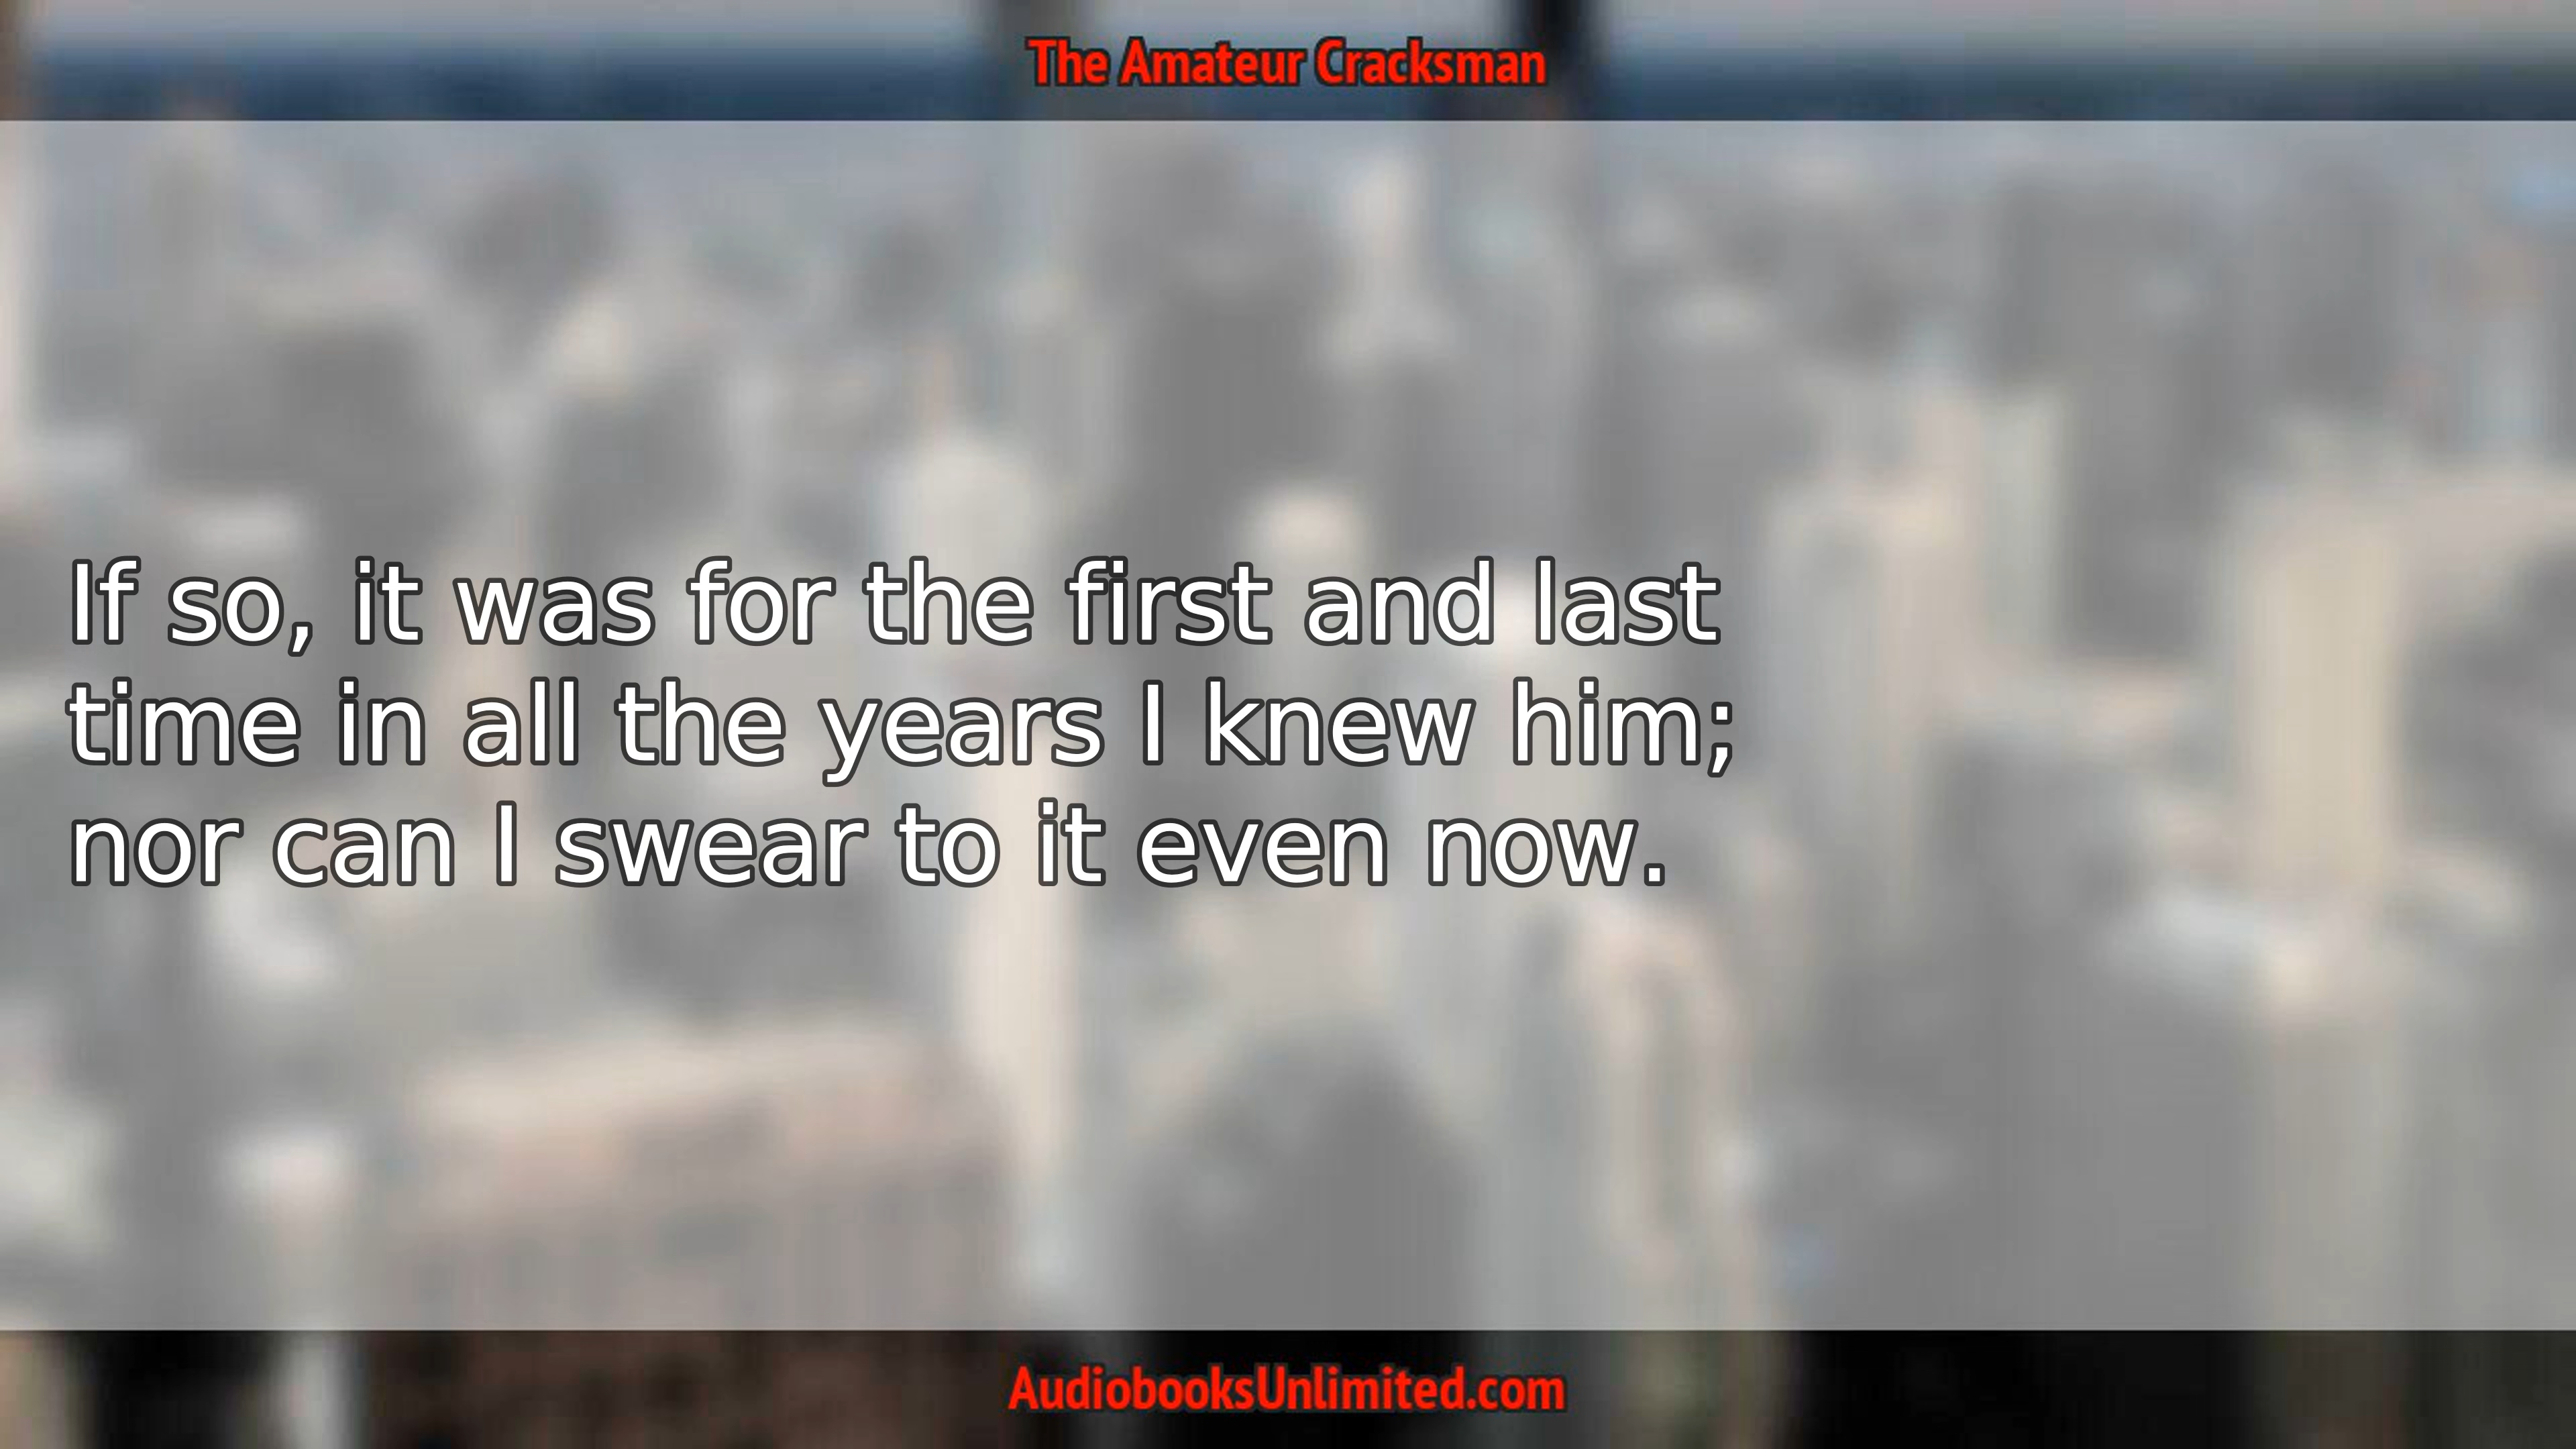 The Amateur Cracksman
If so, it was for the first and last
time in all the years I knew him;
nor can I swear to it even now.
AudiobooksUnlimited.com